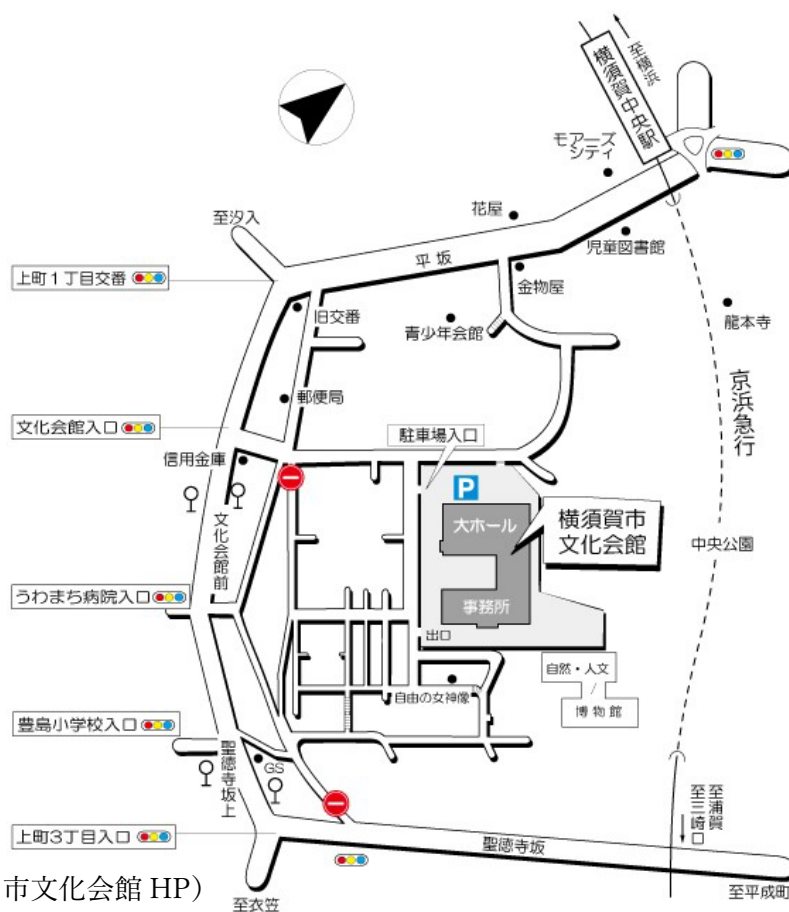 至横浜
横須賀中央駅
モアーズ
シティ
花屋
至汐入
児童図書館
平坂
上町1丁目交番
金物屋
旧交番
青少年会館
龍本寺
京浜急行
郵便局
文化会館入口
駐車場入口
信用金庫
P
大ホール
横須賀市
文化会館
文化会館前
中央公園
うわまち病院入口
事務所
出口
自然・人文
博物館
自由の女神像
豊島小学校入口
聖徳寺坂上
GS
至浦賀
至三崎口
上町3丁目入口
聖徳寺坂
市文化会館 HP)
至衣笠
至平成町